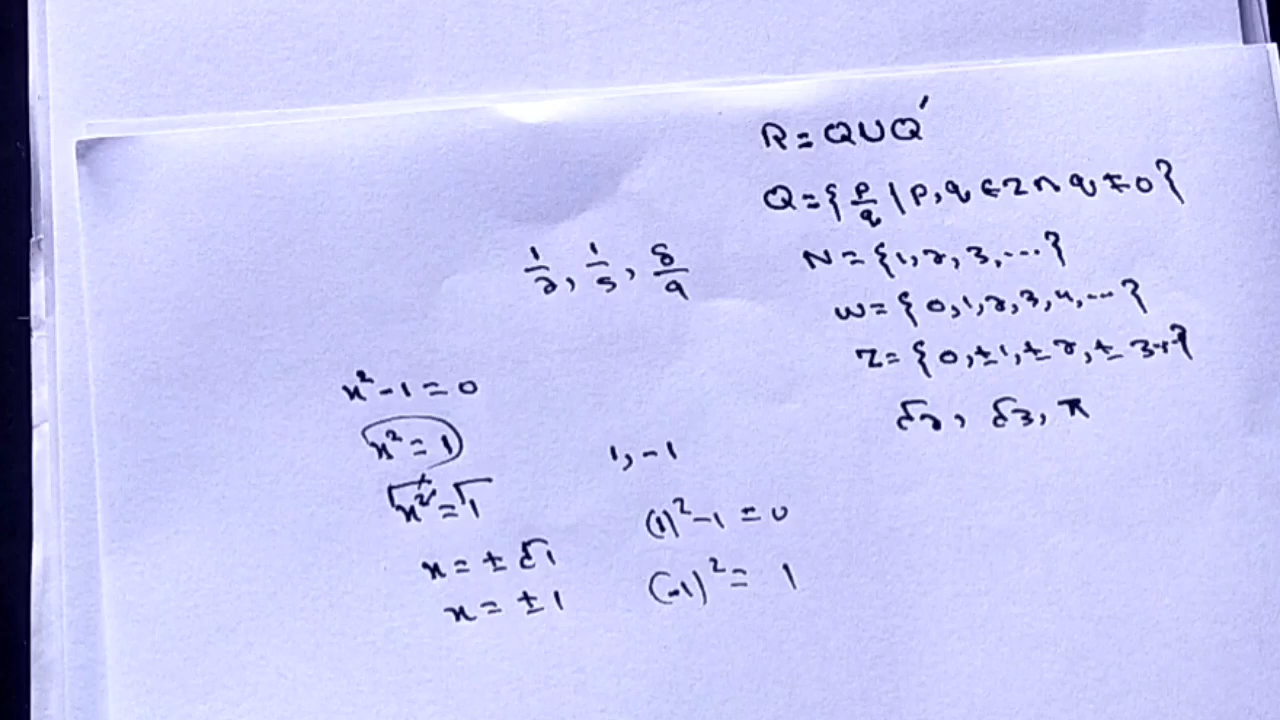 R = Q ∪ Q'
Q = { p/q | p, q ∈ Z ∧ q ≠ 0 }
1/2, 1/5, 8/9
N = {1, 2, 3, ...}
W = { 0, 1, 2, 3, 4, ... }
Z = { 0, ±1, ±2, ±3, ... }
√2, √3, π
x² - 1 = 0
x² = 1
√x² = √1
x = ± √1
x = ± 1
1, -1
(1)² - 1 = 0
(-1)² = 1